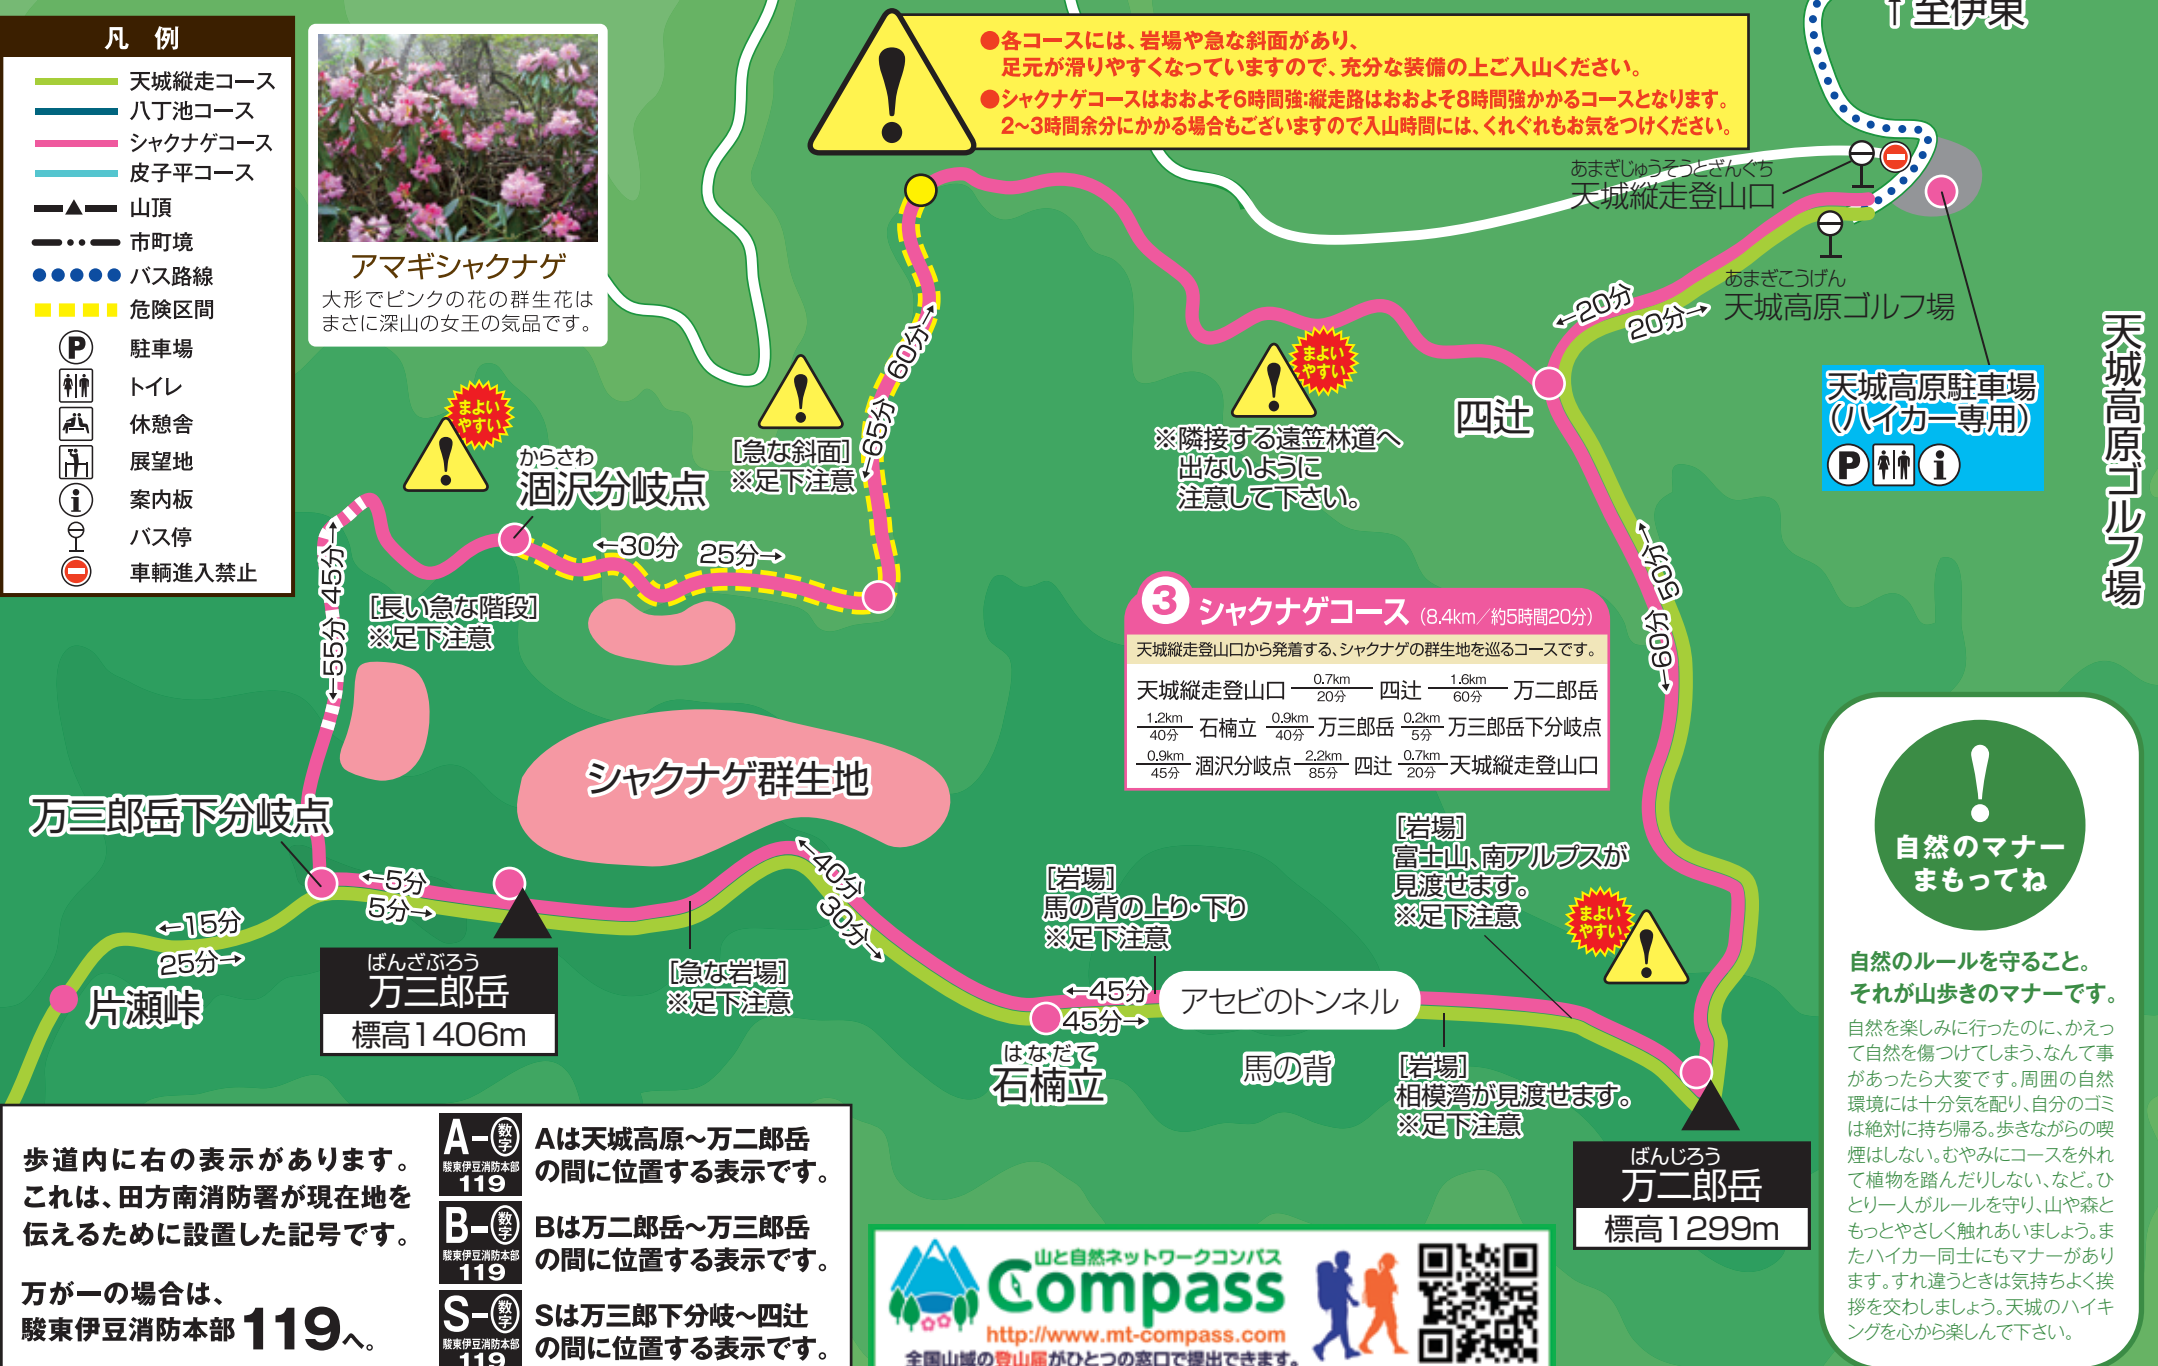 凡 例
天城縦走コース
八丁池コース
シャクナゲコース
皮子平コース
山頂
市町境
バス路線
危険区間
P
駐車場
トイレ
休憩舎
展望地
i
案内板
バス停
車輌進入禁止
アマギシャクナゲ
大形でピンクの花の群生花は
まさに深山の女王の気品です。
!
●各コースには、岩場や急な斜面があり、
足元が滑りやすくなっていますので、充分な装備の上ご入山ください。
●シャクナゲコースはおおよそ6時間強:縦走路はおおよそ8時間強かかるコースとなります。
2〜3時間余分にかかる場合もございますので入山時間には、くれぐれもお気をつけください。
↑至伊東
あまぎじゅうそうとざんぐち
天城縦走登山口
あまぎこうげん
天城高原ゴルフ場
←20分
20分→
天城高原駐車場
(ハイカー専用)
P i
天城高原ゴルフ場
四辻
まよい
やすい
!
※隣接する遠笠林道へ
出ないように
注意して下さい。
60分→
←65分
!
[急な斜面]
※足下注意
まよい
やすい
!
からさわ
涸沢分岐点
←30分
25分→
45分→
←55分
[長い急な階段]
※足下注意
←50分
60分→
3 シャクナゲコース (8.4km/約5時間20分)
天城縦走登山口から発着する、シャクナゲの群生地を巡るコースです。
天城縦走登山口 0.7km 20分 四辻 1.6km 60分 万二郎岳
1.2km 40分 石楠立 0.9km 40分 万三郎岳 0.2km 5分 万三郎岳下分岐点
0.9km 45分 涸沢分岐点 2.2km 85分 四辻 0.7km 20分 天城縦走登山口
シャクナゲ群生地
万三郎岳下分岐点
←5分
5分→
←15分
25分→
片瀬峠
ばんざぶろう
万三郎岳
標高1406m
[急な岩場]
※足下注意
←40分
30分→
[岩場]
馬の背の上り・下り
※足下注意
←45分
45分→
はなだて
石楠立
アセビのトンネル
馬の背
[岩場]
富士山、南アルプスが
見渡せます。
※足下注意
まよい
やすい
!
[岩場]
相模湾が見渡せます。
※足下注意
ばんじろう
万二郎岳
標高1299m
!
自然のマナー
まもってね
自然のルールを守ること。
それが山歩きのマナーです。
自然を楽しみに行ったのに、かえっ
て自然を傷つけてしまう、なんて事
があったら大変です。周囲の自然
環境には十分気を配り、自分のゴミ
は絶対に持ち帰る。歩きながらの喫
煙はしない。むやみにコースを外れ
て植物を踏んだりしない、など。ひ
とり一人がルールを守り、山や森と
もっとやさしく触れあいましょう。ま
たハイカー同士にもマナーがあり
ます。すれ違うときは気持ちよく挨
拶を交わしましょう。天城のハイキ
ングを心から楽しんで下さい。
歩道内に右の表示があります。
これは、田方南消防署が現在地を
伝えるために設置した記号です。
万が一の場合は、
駿東伊豆消防本部119へ。
A-数字
駿東伊豆消防本部
119
Aは天城高原〜万二郎岳
の間に位置する表示です。
B-数字
駿東伊豆消防本部
119
Bは万二郎岳〜万三郎岳
の間に位置する表示です。
S-数字
駿東伊豆消防本部
119
Sは万三郎下分岐〜四辻
の間に位置する表示です。
山と自然ネットワークコンパス
Compass
http://www.mt-compass.com
全国山域の登山届がひとつの窓口で提出できます。